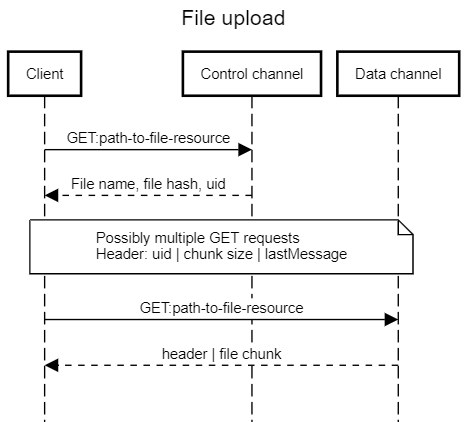 File upload
Client
Control channel
Data channel
GET:path-to-file-resource
File name, file hash, uid
Possibly multiple GET requests
Header: uid | chunk size | lastMessage
GET:path-to-file-resource
header | file chunk